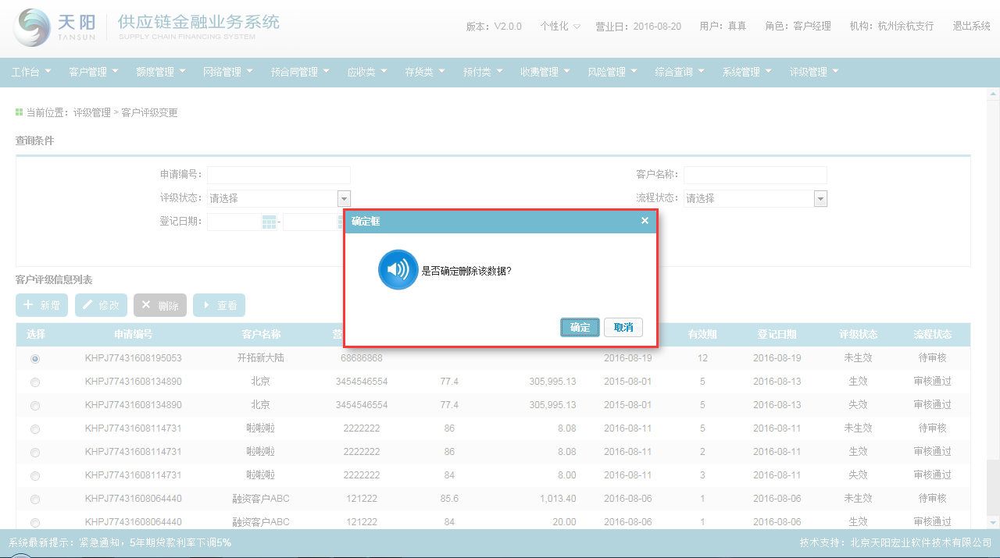 天阳 TANSUN 供应链金融业务系统 SUPPLY CHAIN FINANCING SYSTEM
版本：V2.0.0 个性化 营业日：2016-08-20 用户：真真 角色：客户经理 机构：杭州余杭支行 退出系统
工作台 客户管理 额度管理 网络管理 预合同管理 应收类 存货类 预付类 收费管理 风险管理 综合查询 系统管理 评级管理
当前位置：评级管理 > 客户评级变更
查询条件
申请编号： 客户名称：
评级状态： 请选择 流程状态： 请选择
登记日期： -
确定框 ×
是否确定删除该数据?
确定 取消
客户评级信息列表
新增 修改 删除 查看
选择 申请编号 客户名称 有效期 登记日期 评级状态 流程状态
KHPJ77431608195053 开拓新大陆 68686868 2016-08-19 12 2016-08-19 未生效 待审核
KHPJ77431608134890 北京 3454546554 77.4 305,995.13 2015-08-01 5 2016-08-13 生效 审核通过
KHPJ77431608134890 北京 3454546554 77.4 305,995.13 2015-08-01 5 2016-08-13 失效 审核通过
KHPJ77431608114731 啦啦啦 2222222 86 8.08 2016-08-11 5 2016-08-11 未生效 待审核
KHPJ77431608114731 啦啦啦 2222222 86 8.08 2016-08-11 2 2016-08-11 生效 审核通过
KHPJ77431608114731 啦啦啦 2222222 84 8.00 2016-08-11 3 2016-08-11 失效 审核通过
KHPJ77431608064440 融资客户ABC 121222 85.6 1,013.40 2016-08-06 1 2016-08-06 未生效 待审核
KHPJ77431608064440 融资客户ABC 121222 84 20.00 2016-08-06 1 2016-08-06 生效 审核通过
系统最新提示：紧急通知，5年期贷款利率下调5% 技术支持：北京天阳宏业软件技术有限公司